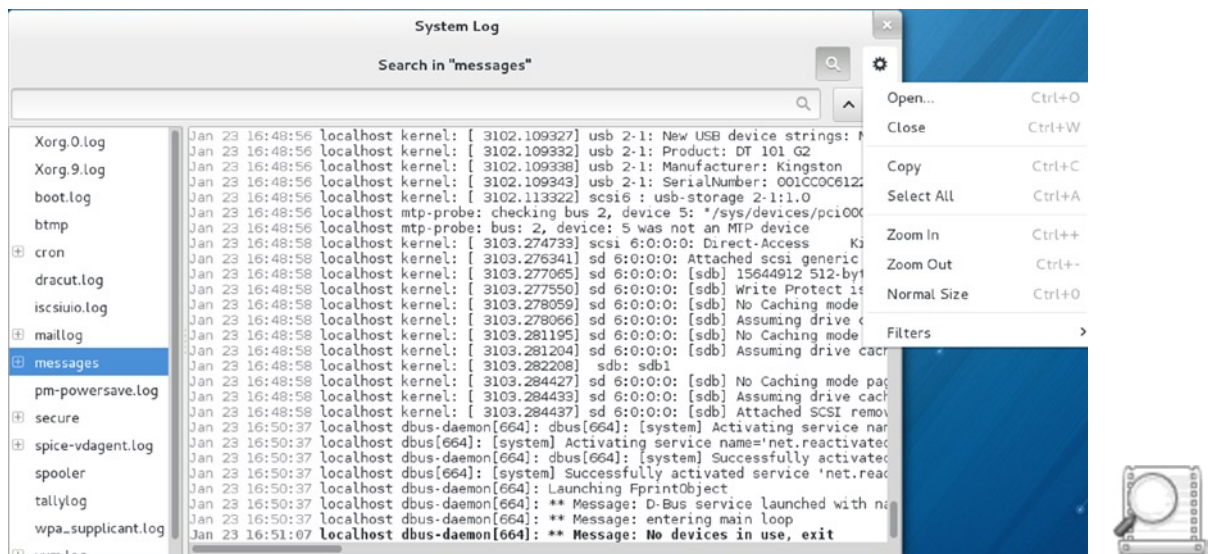 System Log
Search in "messages"
Open... Ctrl+O
Close Ctrl+W
Copy Ctrl+C
Select All Ctrl+A
Zoom In Ctrl++
Zoom Out Ctrl+-
Normal Size Ctrl+0
Filters
Xorg.0.log
Xorg.9.log
boot.log
btmp
cron
dracut.log
iscsiuio.log
maillog
messages
pm-powersave.log
secure
spice-vdagent.log
spooler
tallylog
wpa_supplicant.log
Jan 23 16:48:56 localhost kernel: [ 3102.109327] usb 2-1: New USB device strings:
Jan 23 16:48:56 localhost kernel: [ 3102.109332] usb 2-1: Product: DT 101 G2
Jan 23 16:48:56 localhost kernel: [ 3102.109338] usb 2-1: Manufacturer: Kingston
Jan 23 16:48:56 localhost kernel: [ 3102.109343] usb 2-1: SerialNumber: 001CC0C6122
Jan 23 16:48:56 localhost kernel: [ 3102.113322] scsi6 : usb-storage 2-1:1.0
Jan 23 16:48:56 localhost mtp-probe: checking bus 2, device 5: "/sys/devices/pci000
Jan 23 16:48:56 localhost mtp-probe: bus: 2, device: 5 was not an MTP device
Jan 23 16:48:58 localhost kernel: [ 3103.274733] scsi 6:0:0:0: Direct-Access Ki
Jan 23 16:48:58 localhost kernel: [ 3103.276341] sd 6:0:0:0: Attached scsi generic
Jan 23 16:48:58 localhost kernel: [ 3103.277065] sd 6:0:0:0: [sdb] 15644912 512-byt
Jan 23 16:48:58 localhost kernel: [ 3103.277550] sd 6:0:0:0: [sdb] Write Protect is
Jan 23 16:48:58 localhost kernel: [ 3103.278059] sd 6:0:0:0: [sdb] No Caching mode
Jan 23 16:48:58 localhost kernel: [ 3103.278066] sd 6:0:0:0: [sdb] Assuming drive c
Jan 23 16:48:58 localhost kernel: [ 3103.281195] sd 6:0:0:0: [sdb] No Caching mode
Jan 23 16:48:58 localhost kernel: [ 3103.281204] sd 6:0:0:0: [sdb] Assuming drive cach
Jan 23 16:48:58 localhost kernel: [ 3103.282208] sdb: sdb1
Jan 23 16:48:58 localhost kernel: [ 3103.284427] sd 6:0:0:0: [sdb] No Caching mode pag
Jan 23 16:48:58 localhost kernel: [ 3103.284433] sd 6:0:0:0: [sdb] Assuming drive cach
Jan 23 16:48:58 localhost kernel: [ 3103.284437] sd 6:0:0:0: [sdb] Attached SCSI remov
Jan 23 16:50:37 localhost dbus-daemon[664]: dbus[664]: [system] Activating service nam
Jan 23 16:50:37 localhost dbus[664]: [system] Activating service name='net.reactivated
Jan 23 16:50:37 localhost dbus-daemon[664]: dbus[664]: [system] Successfully activated
Jan 23 16:50:37 localhost dbus[664]: [system] Successfully activated service 'net.reac
Jan 23 16:50:37 localhost dbus-daemon[664]: Launching FprintObject
Jan 23 16:50:37 localhost dbus-daemon[664]: ** Message: D-Bus service launched with na
Jan 23 16:50:37 localhost dbus-daemon[664]: ** Message: entering main loop
Jan 23 16:51:07 localhost dbus-daemon[664]: ** Message: No devices in use, exit